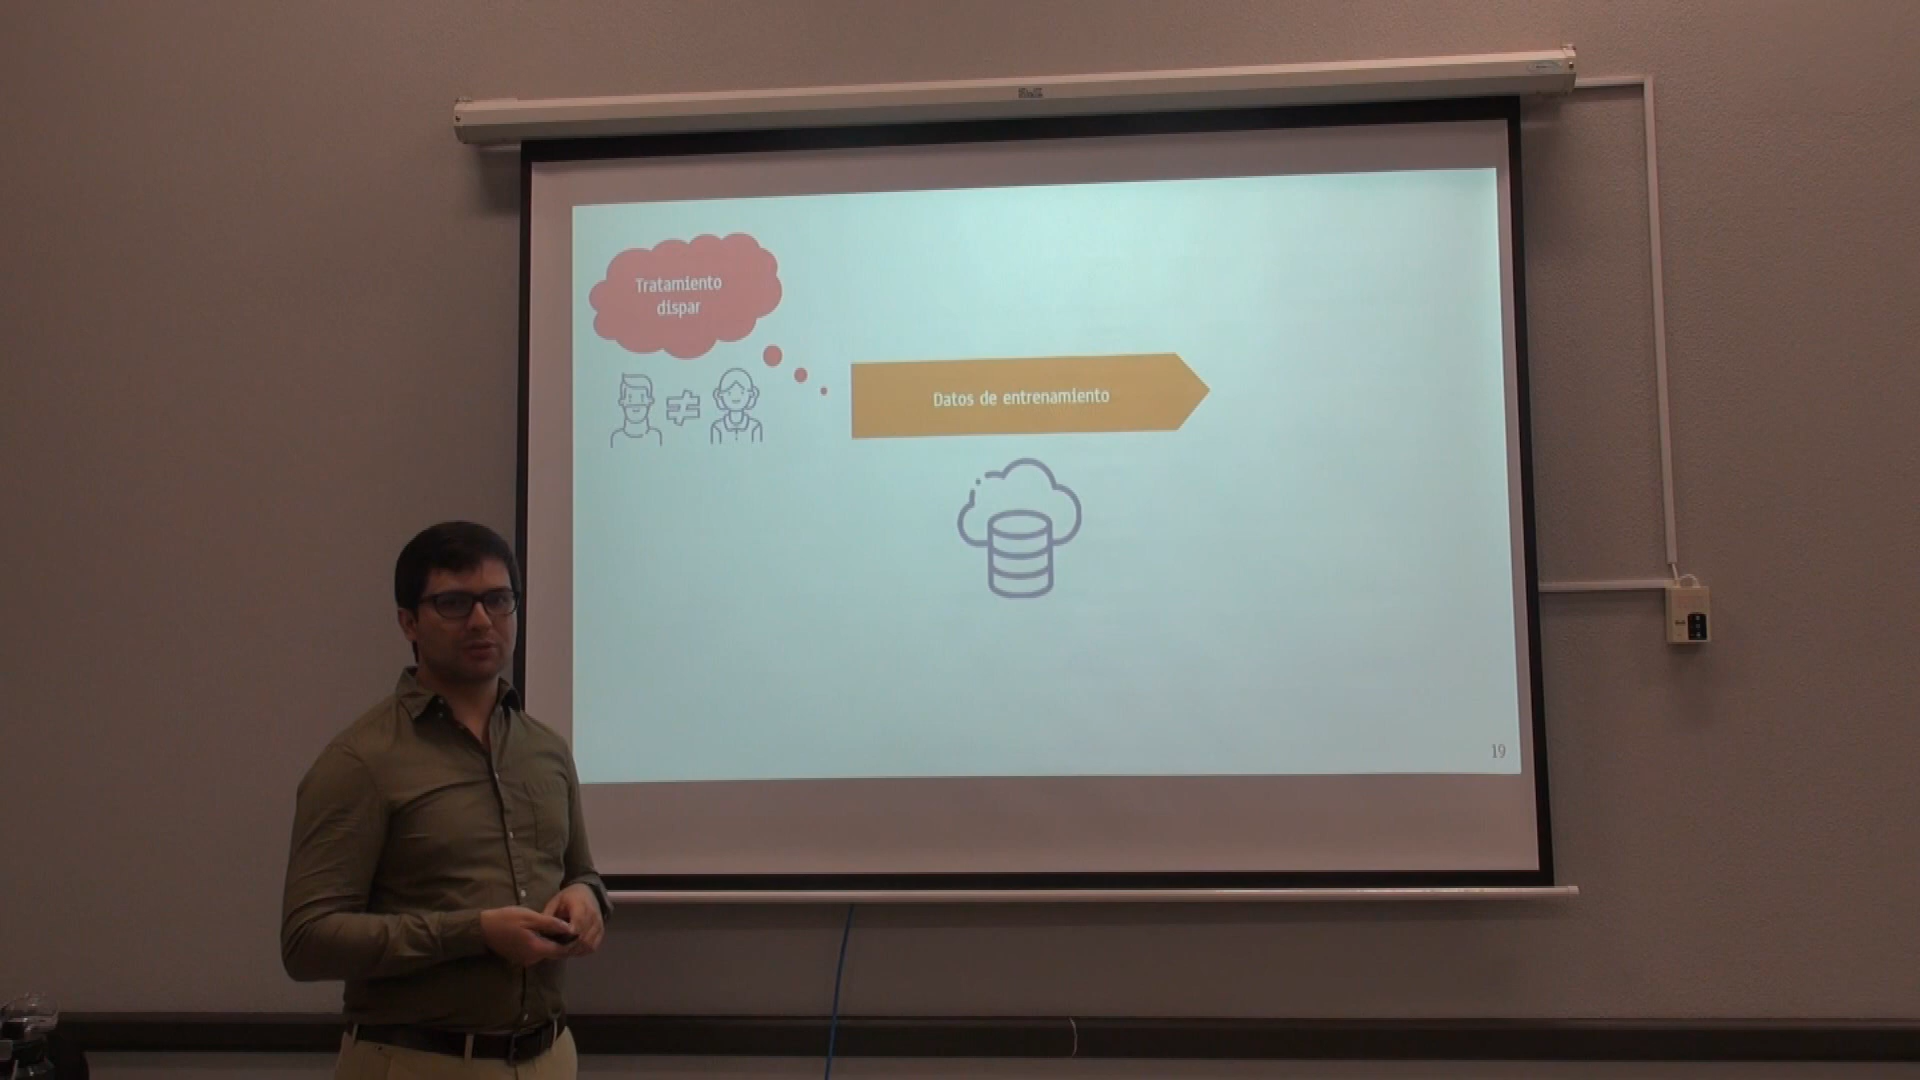 Tratamiento
dispar
Datos de entrenamiento
19